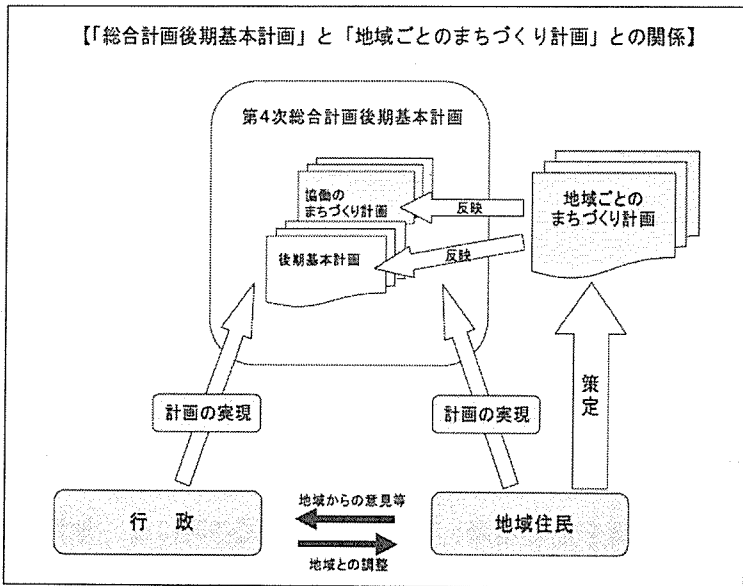 【「総合計画後期基本計画」と「地域ごとのまちづくり計画」との関係】
第4次総合計画後期基本計画
協働の
まちづくり計画
反映
地域ごとの
まちづくり計画
後期基本計画
反映
計画の実現
計画の実現
策定
行 政
地域からの意見等
地域との調整
地域住民